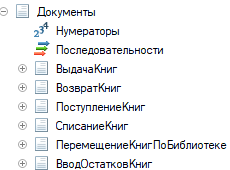 Документы
Нумераторы
Последовательности
ВыдачаКниг
ВозвратКниг
ПоступлениеКниг
СписаниеКниг
ПеремещениеКнигПоБиблиотеке
ВводОстатковКниг